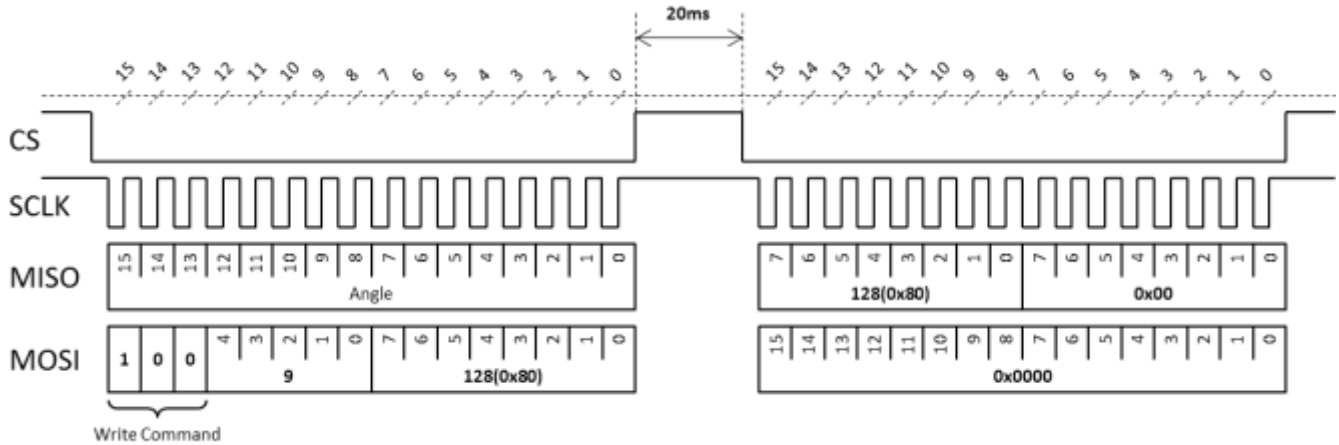 20ms
15 14 13 12 11 10 9 8 7 6 5 4 3 2 1 0 15 14 13 12 11 10 9 8 7 6 5 4 3 2 1 0
CS
SCLK
MISO
15 14 13 12 11 10 9 8 7 6 5 4 3 2 1 0 7 6 5 4 3 2 1 0 7 6 5 4 3 2 1 0
Angle 128(0x80) 0x00
MOSI
1 0 0 4 3 2 1 0 7 6 5 4 3 2 1 0 15 14 13 12 11 10 9 8 7 6 5 4 3 2 1 0
9 128(0x80) 0x0000
Write Command